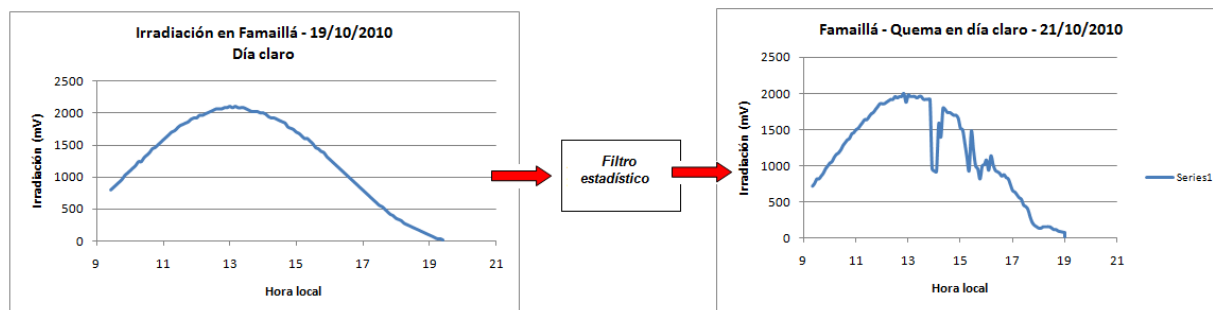 Irradiación en Famaillá - 19/10/2010
Día claro
Irradiación (mV)
2500
2000
1500
1000
500
0
9 11 13 15 17 19 21
Hora local
Filtro
estadístico
Famaillá - Quema en día claro - 21/10/2010
Irradiación (mV)
2500
2000
1500
1000
500
0
9 11 13 15 17 19 21
Hora local
Series1